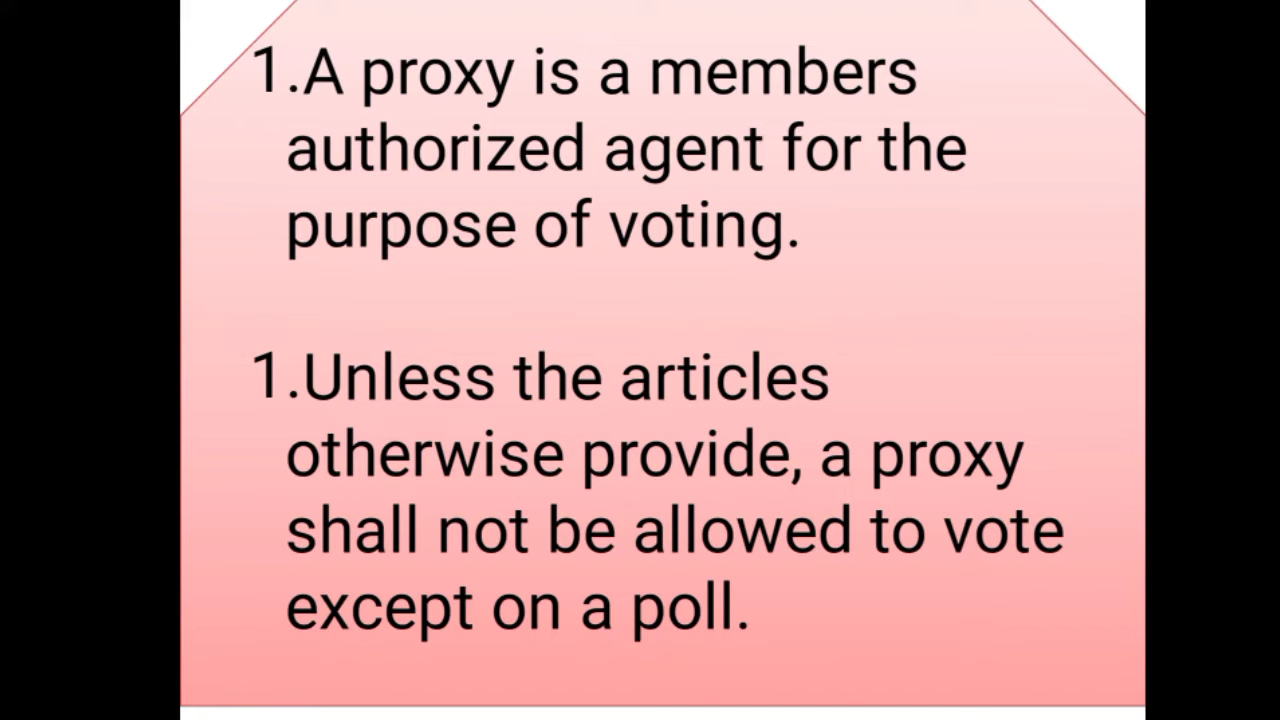 1.A proxy is a members
authorized agent for the
purpose of voting.
1.Unless the articles
otherwise provide, a proxy
shall not be allowed to vote
except on a poll.